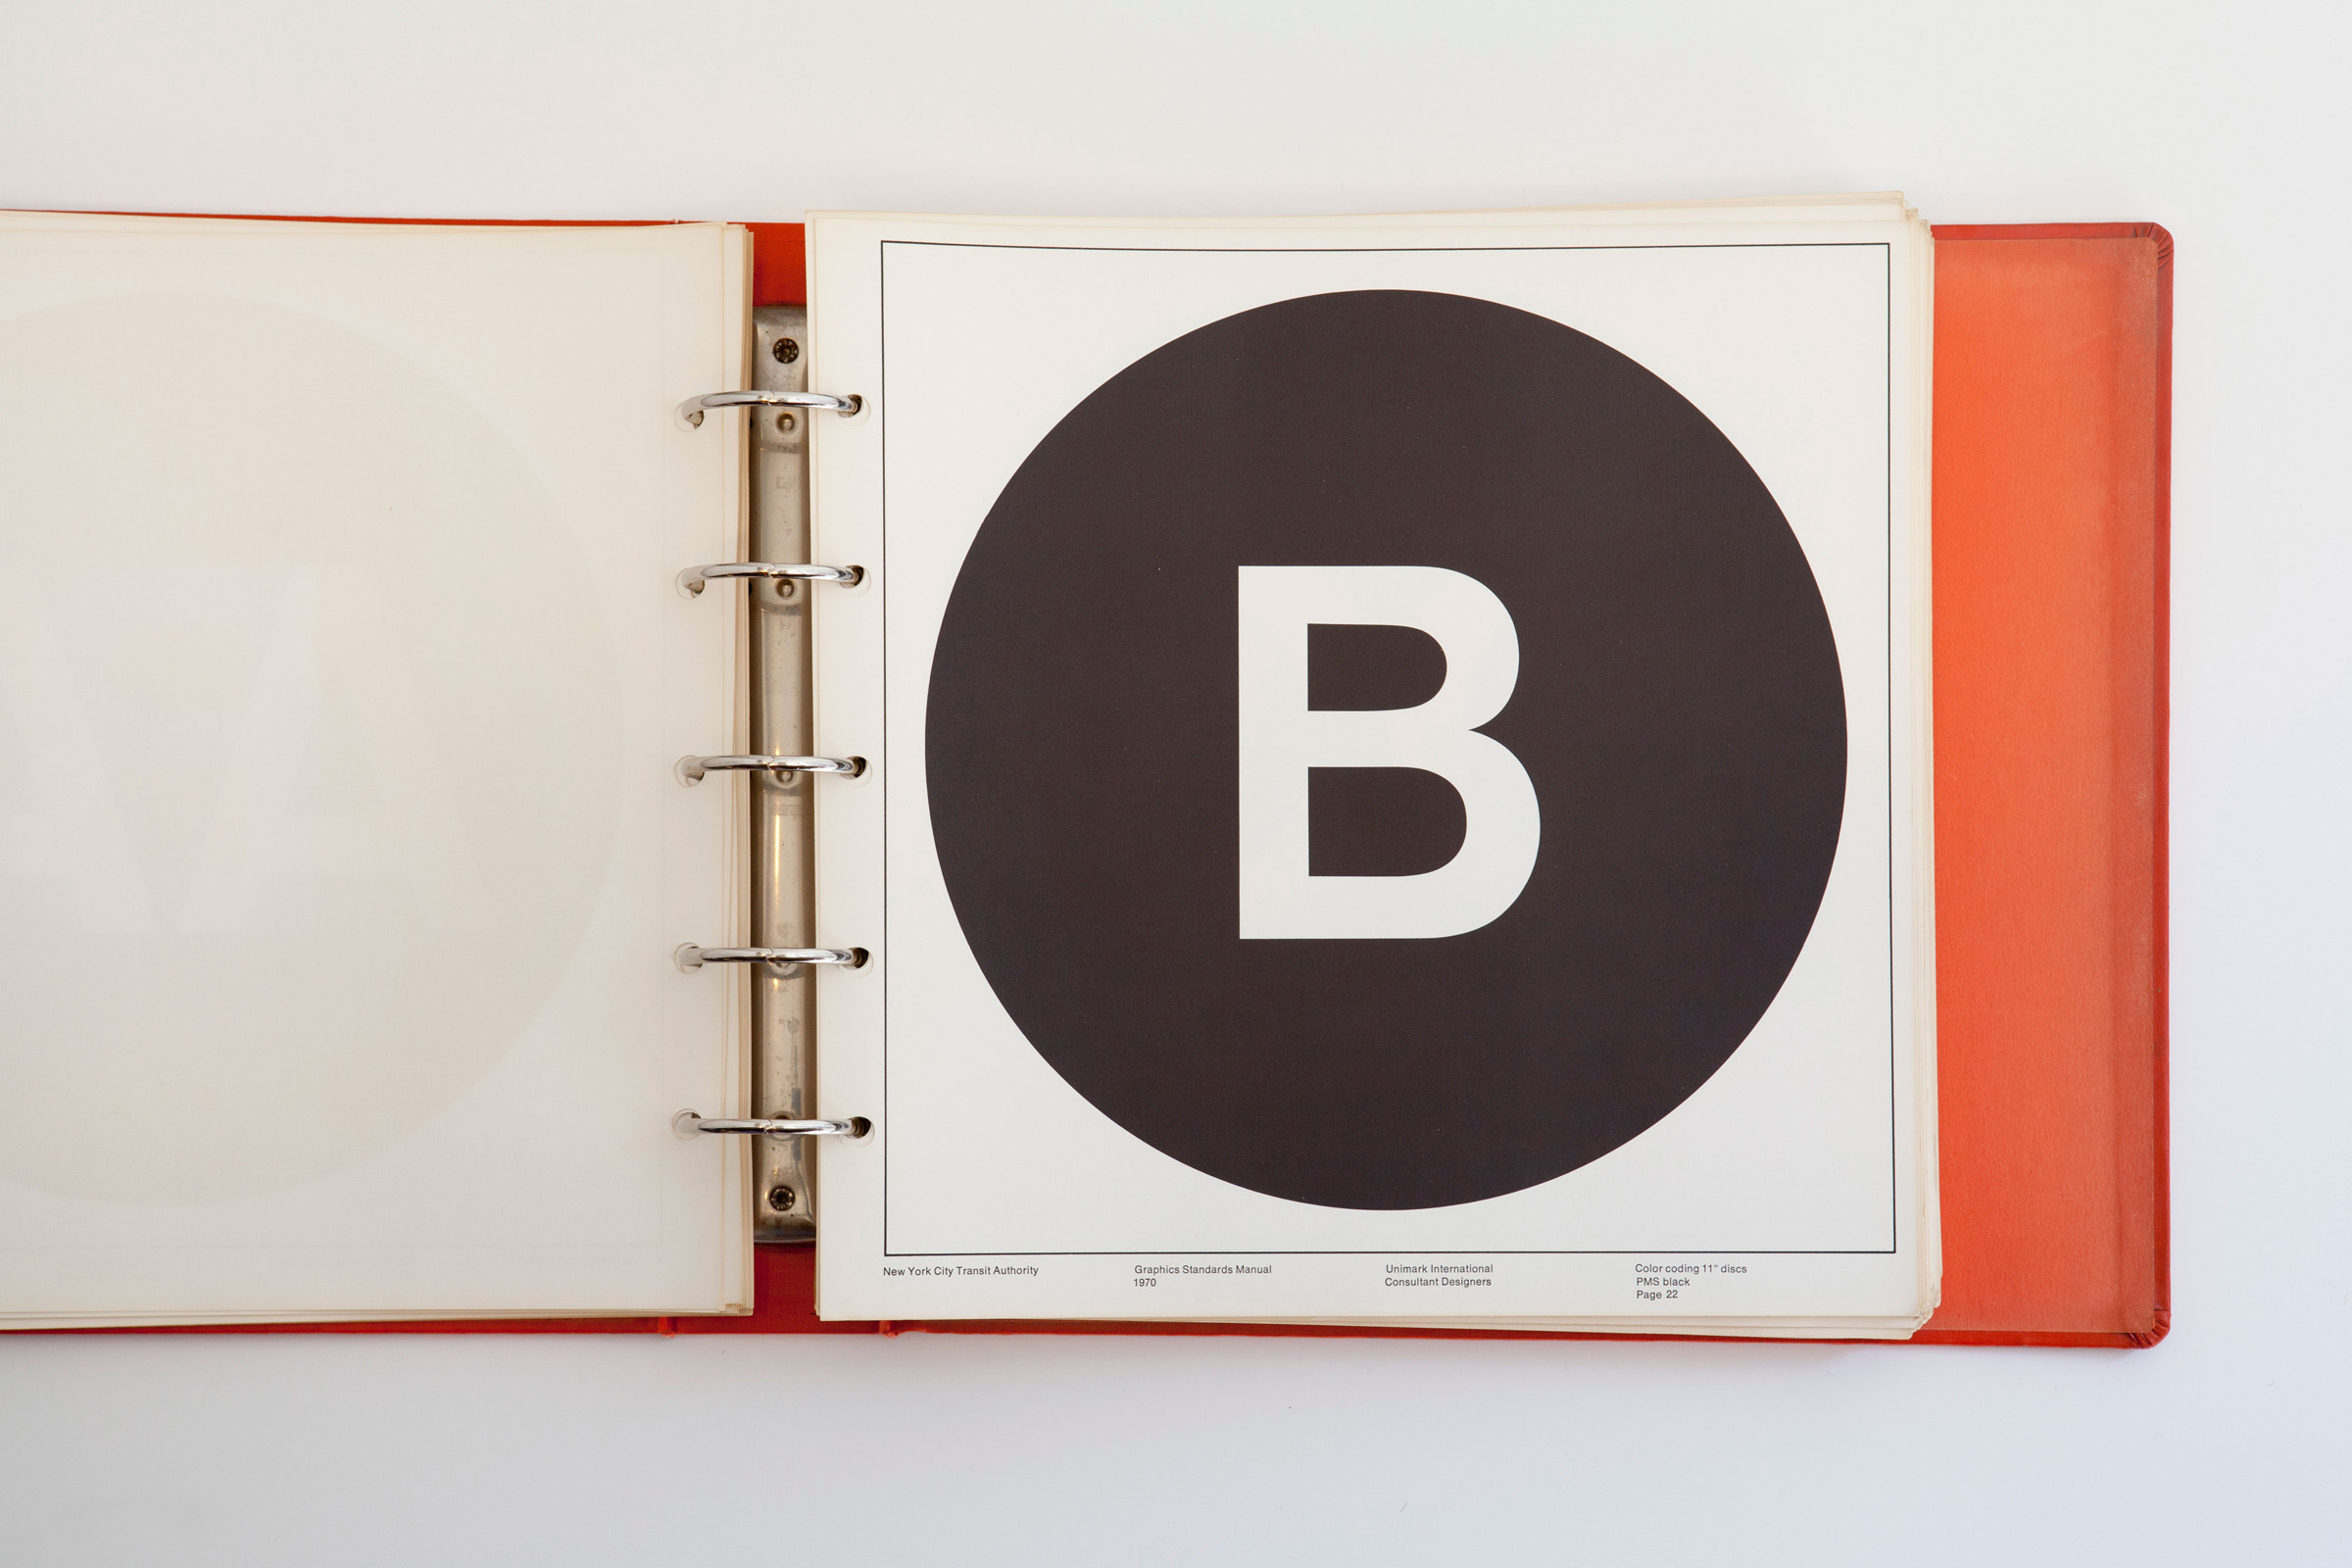 B
New York City Transit Authority
Graphics Standards Manual
1970
Unimark International
Consultant Designers
Color coding 11″ discs
PMS black
Page 22